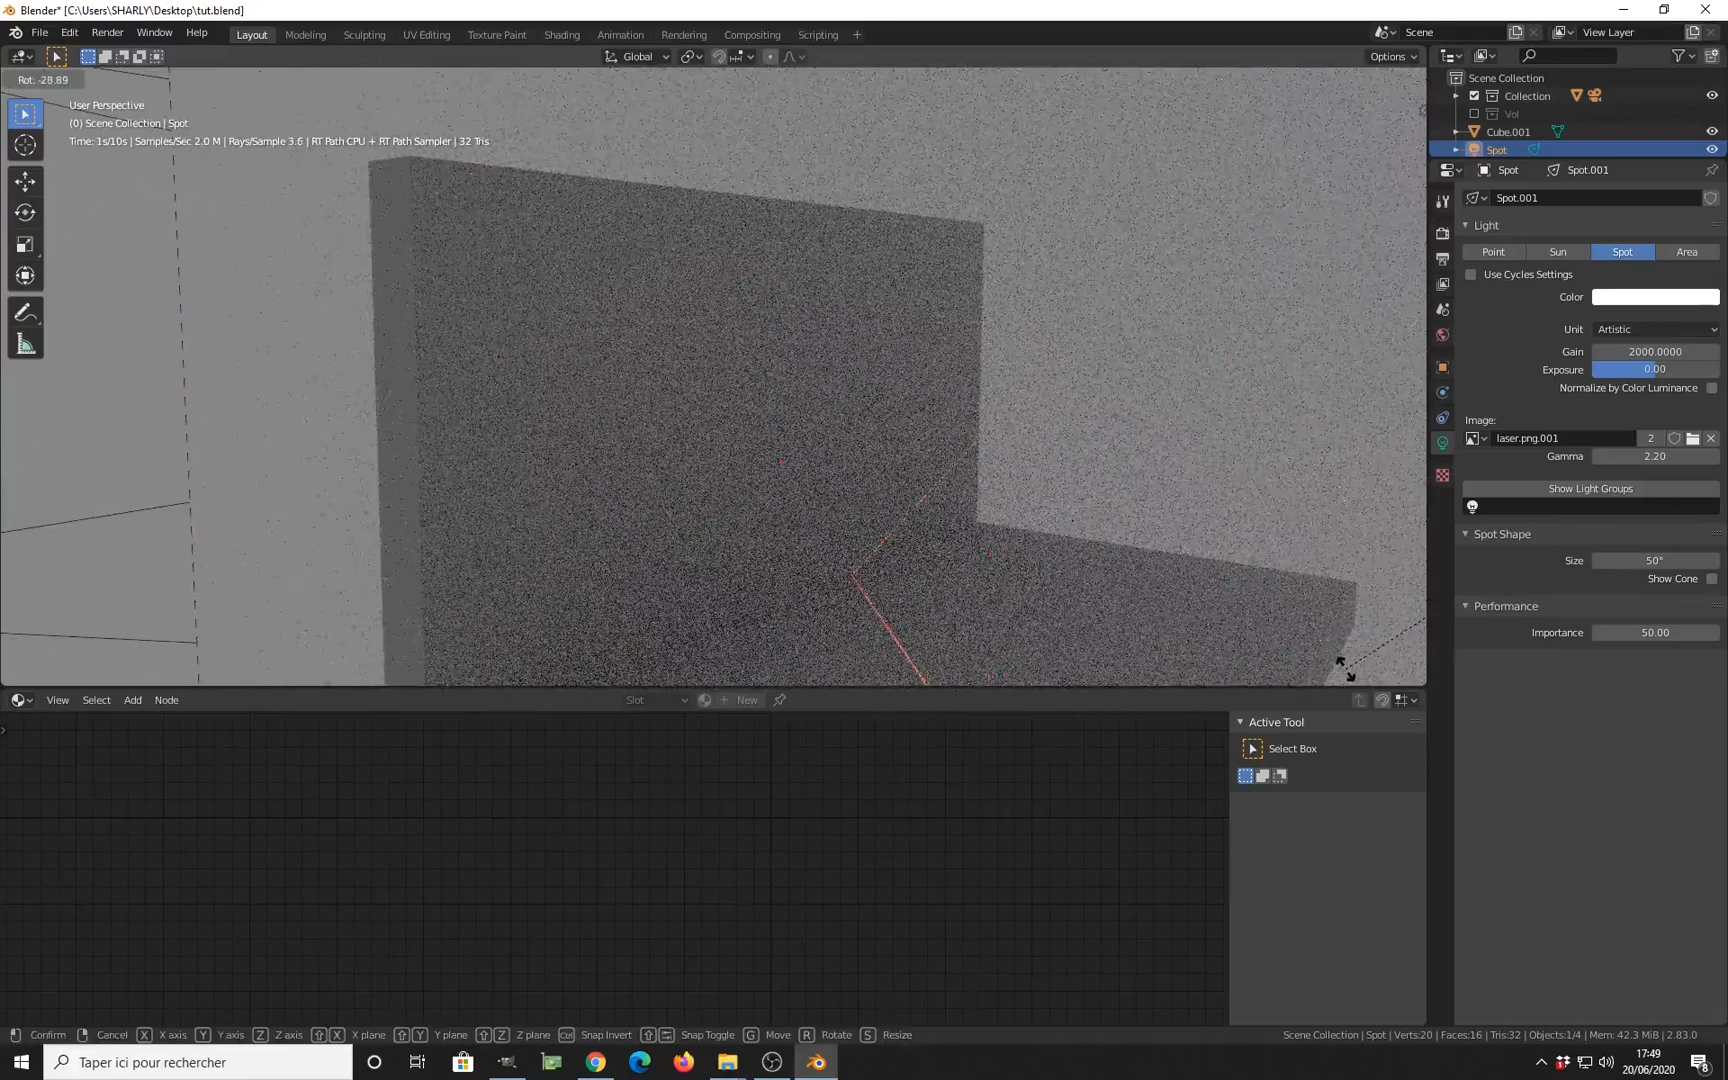 Blender* [C:\Users\SHARLY\Desktop\tut.blend]
File Edit Render Window Help
Layout Modeling Sculpting UV Editing Texture Paint Shading Animation Rendering Compositing Scripting
Scene View Layer
Global Options
Rot: -28.89
User Perspective
(0) Scene Collection | Spot
Time: 1s/10s | Samples/Sec 2.0 M | Rays/Sample 3.6 | RT Path CPU + RT Path Sampler | 32 Tris
Scene Collection
Collection
Vol
Cube.001
Spot
Spot Spot.001
Spot.001
Light
Point Sun Spot Area
Use Cycles Settings
Color
Unit Artistic
Gain 2000.0000
Exposure 0.00
Normalize by Color Luminance
Image:
laser.png.001 2
Gamma 2.20
Show Light Groups
Spot Shape
Size 50°
Show Cone
Performance
Importance 50.00
View Select Add Node Slot New
Active Tool
Select Box
Confirm Cancel X X axis Y Y axis Z Z axis X X plane Y Y plane Z Z plane Ctrl Snap Invert Snap Toggle G Move R Rotate S Resize
Scene Collection | Spot | Verts:20 | Faces:16 | Tris:32 | Objects:1/4 | Mem: 42.3 MiB | 2.83.0
Taper ici pour rechercher
17:49
20/06/2020
8